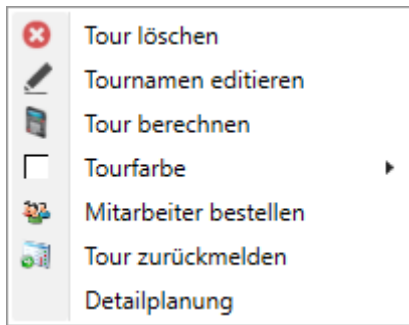 Tour löschen
Tournamen editieren
Tour berechnen
Tourfarbe
Mitarbeiter bestellen
Tour zurückmelden
Detailplanung